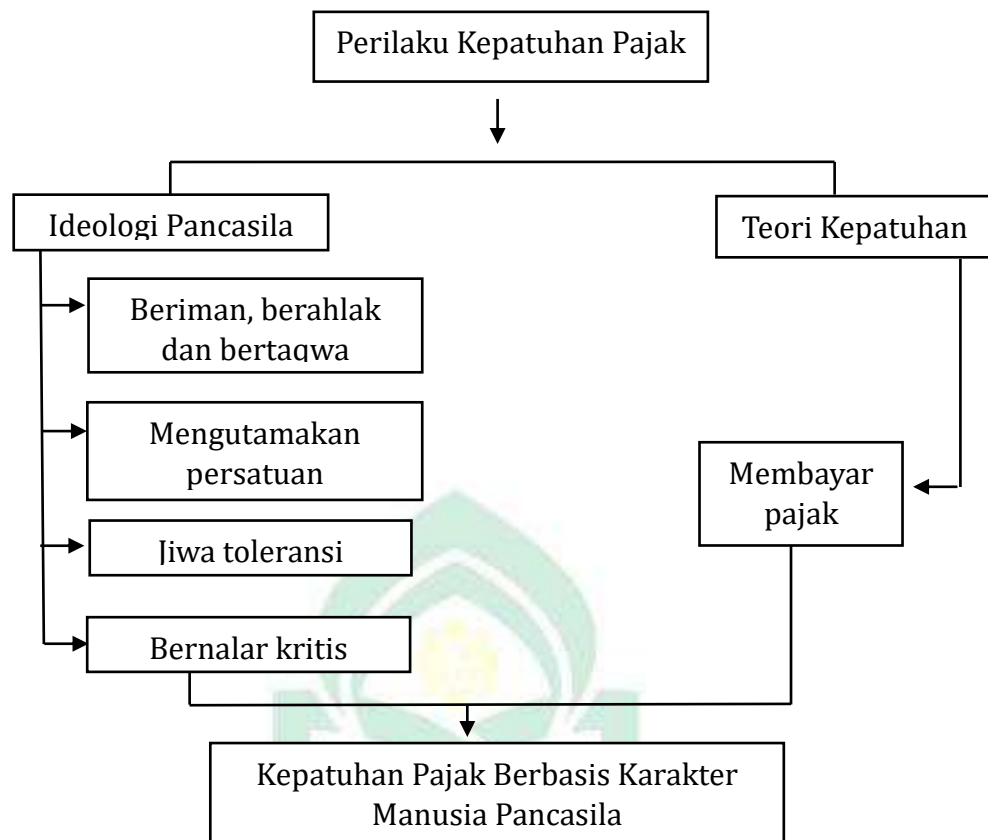 Perilaku Kepatuhan Pajak
Ideologi Pancasila
Teori Kepatuhan
Beriman, berahlak
dan bertaqwa
Mengutamakan
persatuan
Membayar
pajak
Jiwa toleransi
Bernalar kritis
Kepatuhan Pajak Berbasis Karakter
Manusia Pancasila